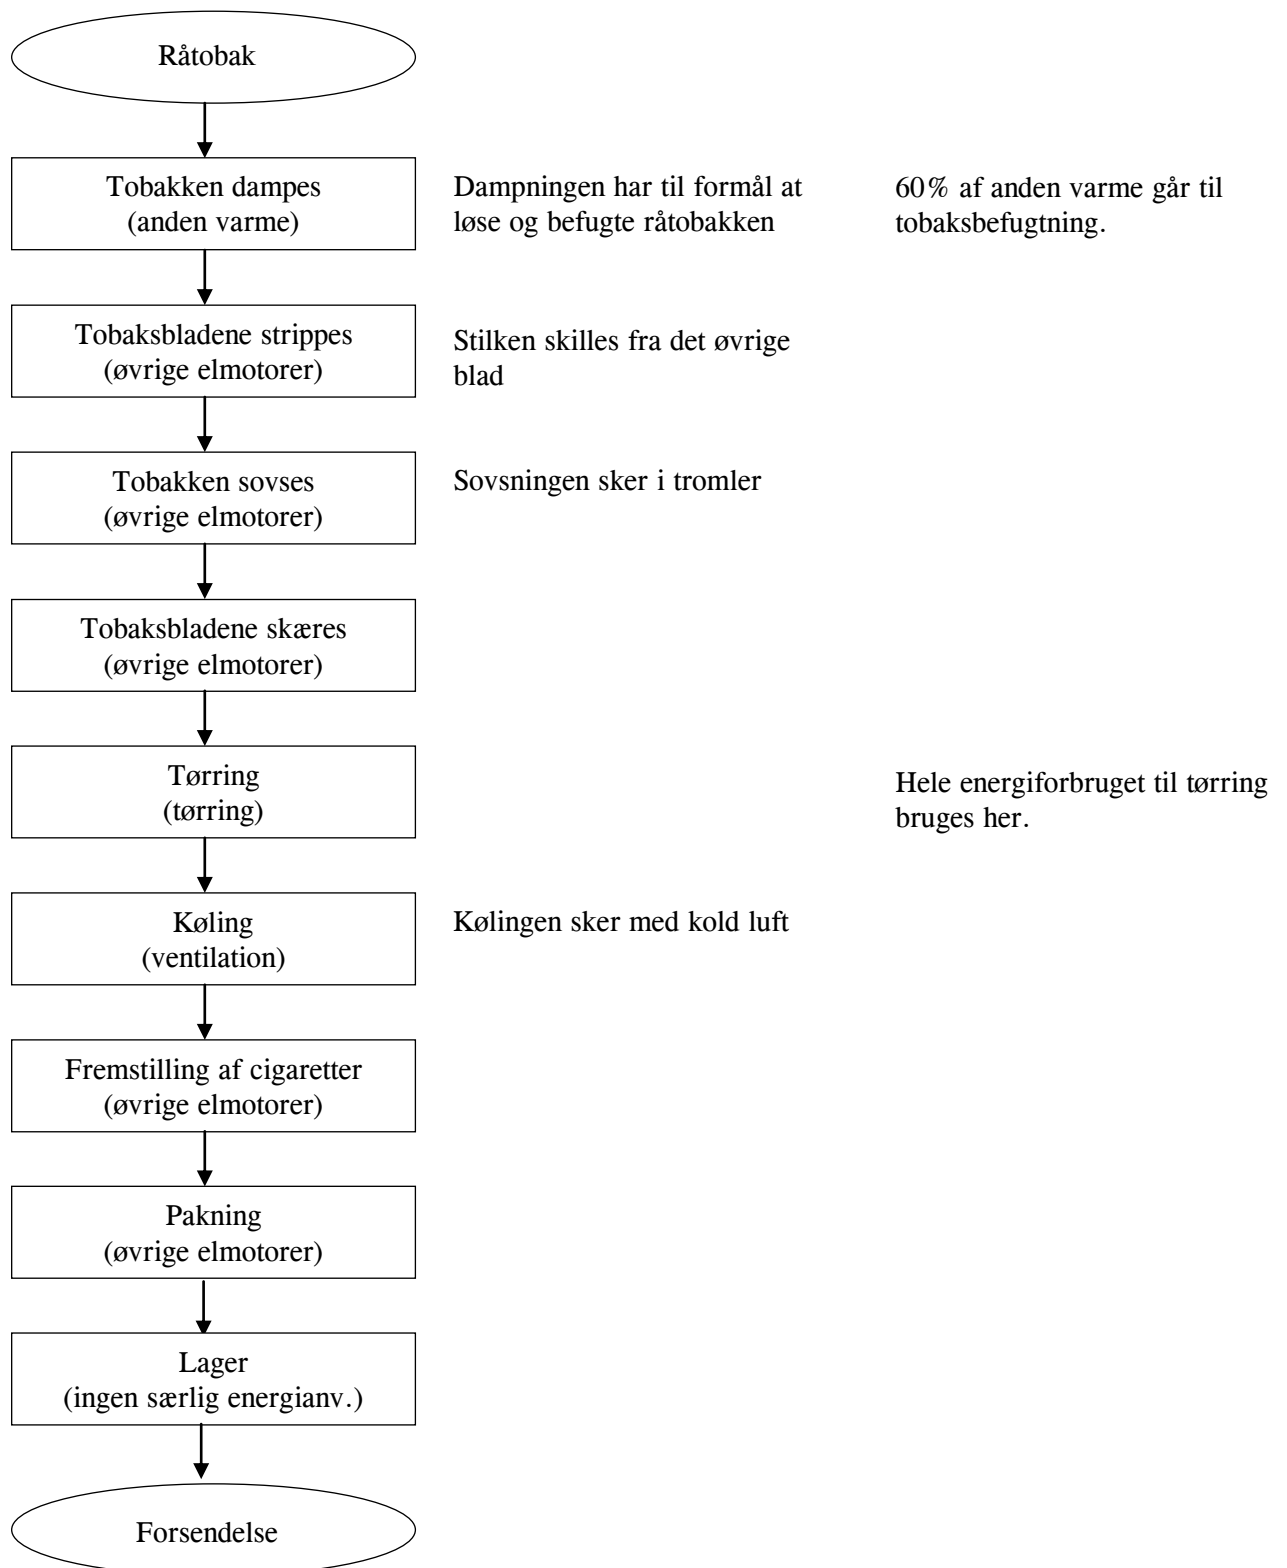 Råtobak
Tobakken dampes
(anden varme)
Dampningen har til formål at
løse og befugte råtobakken
60% af anden varme går til
tobaksbefugtning.
Tobaksbladene strippes
(øvrige elmotorer)
Stilken skilles fra det øvrige
blad
Tobakken sovses
(øvrige elmotorer)
Sovsningen sker i tromler
Tobaksbladene skæres
(øvrige elmotorer)
Tørring
(tørring)
Hele energiforbruget til tørring
bruges her.
Køling
(ventilation)
Kølingen sker med kold luft
Fremstilling af cigaretter
(øvrige elmotorer)
Pakning
(øvrige elmotorer)
Lager
(ingen særlig energianv.)
Forsendelse